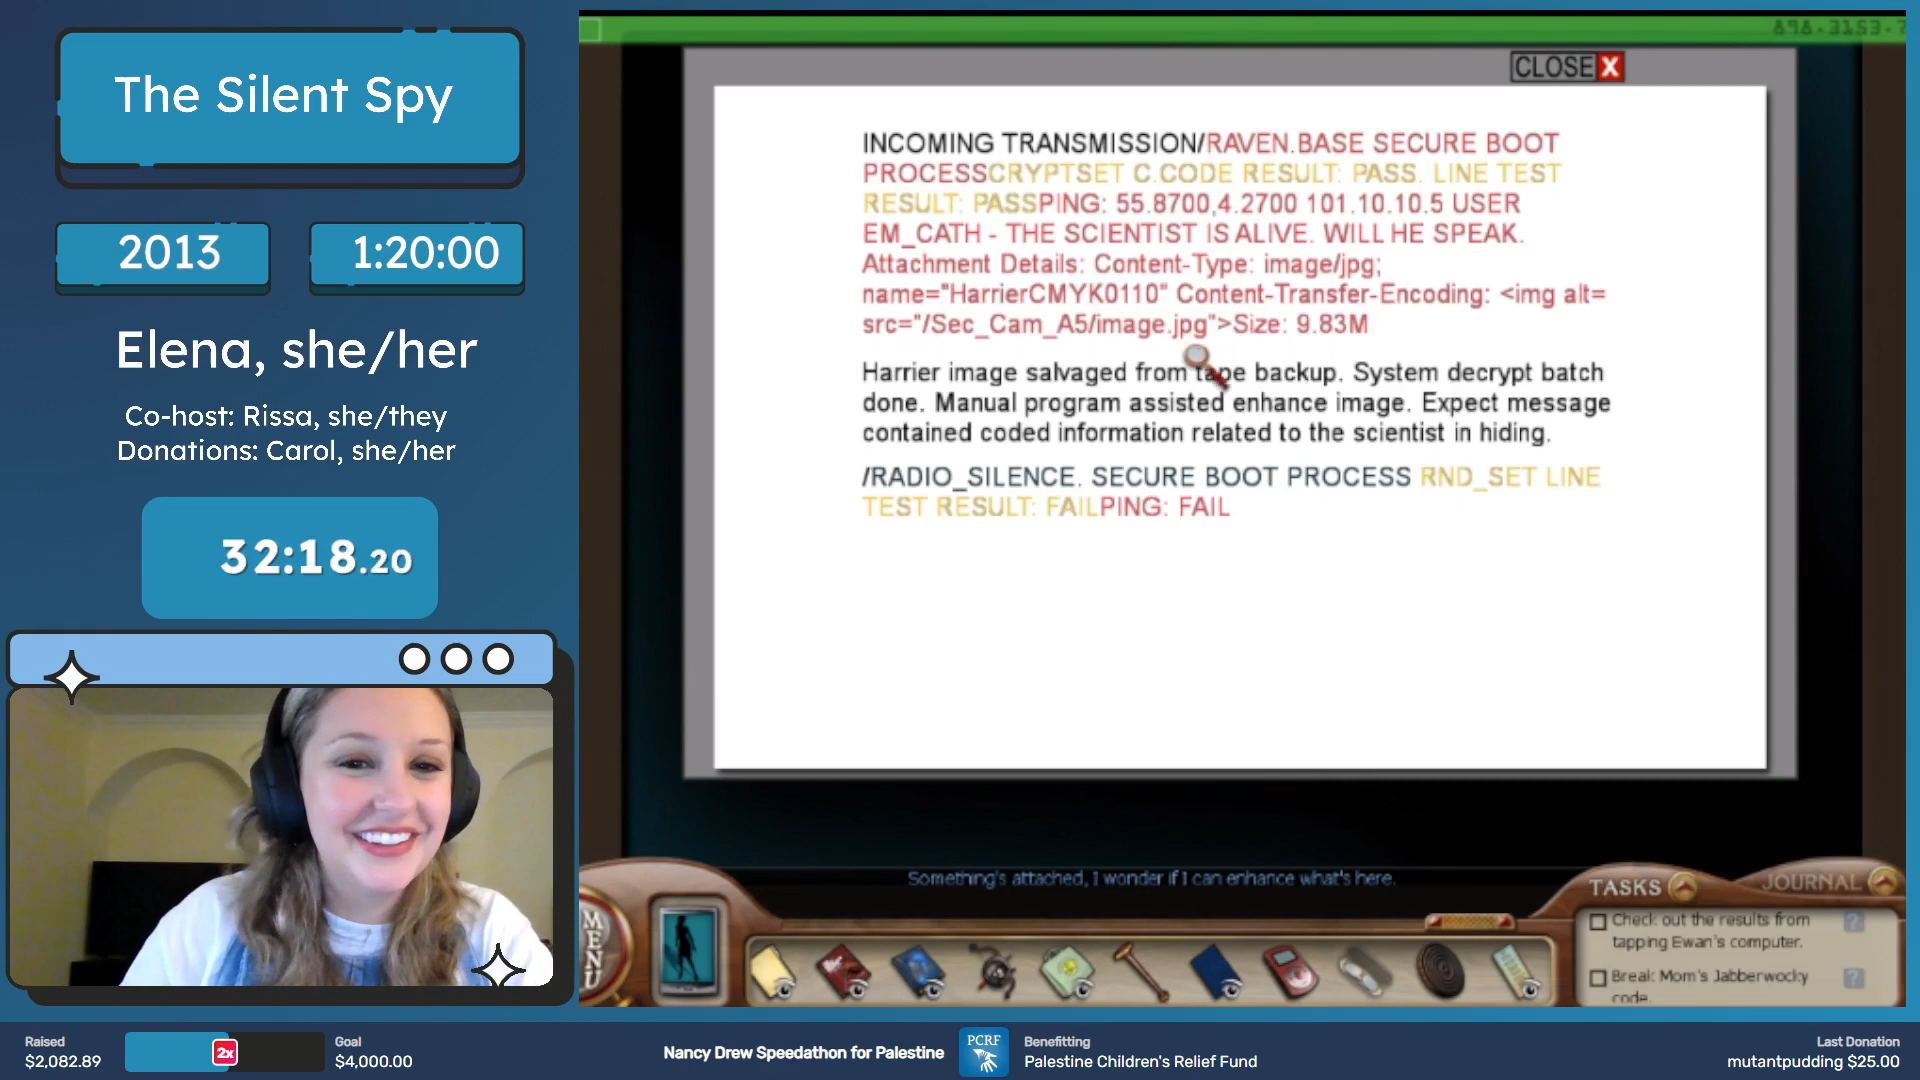 The Silent Spy
2013
1:20:00
Elena, she/her
Co-host: Rissa, she/they
Donations: Carol, she/her
32:18.20
CLOSE X
INCOMING TRANSMISSION/RAVEN.BASE SECURE BOOT
PROCESSCRYPTSET C.CODE RESULT: PASS. LINE TEST
RESULT: PASSPING: 55.8700,4.2700 101.10.10.5 USER
EM_CATH - THE SCIENTIST IS ALIVE. WILL HE SPEAK.
Attachment Details: Content-Type: image/jpg;
name="HarrierCMYK0110" Content-Transfer-Encoding: <img alt=
src="/Sec_Cam_A5/image.jpg">Size: 9.83M
Harrier image salvaged from tape backup. System decrypt batch
done. Manual program assisted enhance image. Expect message
contained coded information related to the scientist in hiding.
/RADIO_SILENCE. SECURE BOOT PROCESS RND_SET LINE
TEST RESULT: FAILPING: FAIL
Something's attached, I wonder if I can enhance what's here.
MENU
TASKS
JOURNAL
Check out the results from
tapping Ewan's computer.
?
Break Mom's Jabberwocky
code.
?
Raised
$2,082.89
2x
Goal
$4,000.00
Nancy Drew Speedathon for Palestine
PCRF
Benefitting
Palestine Children's Relief Fund
Last Donation
mutantpudding $25.00